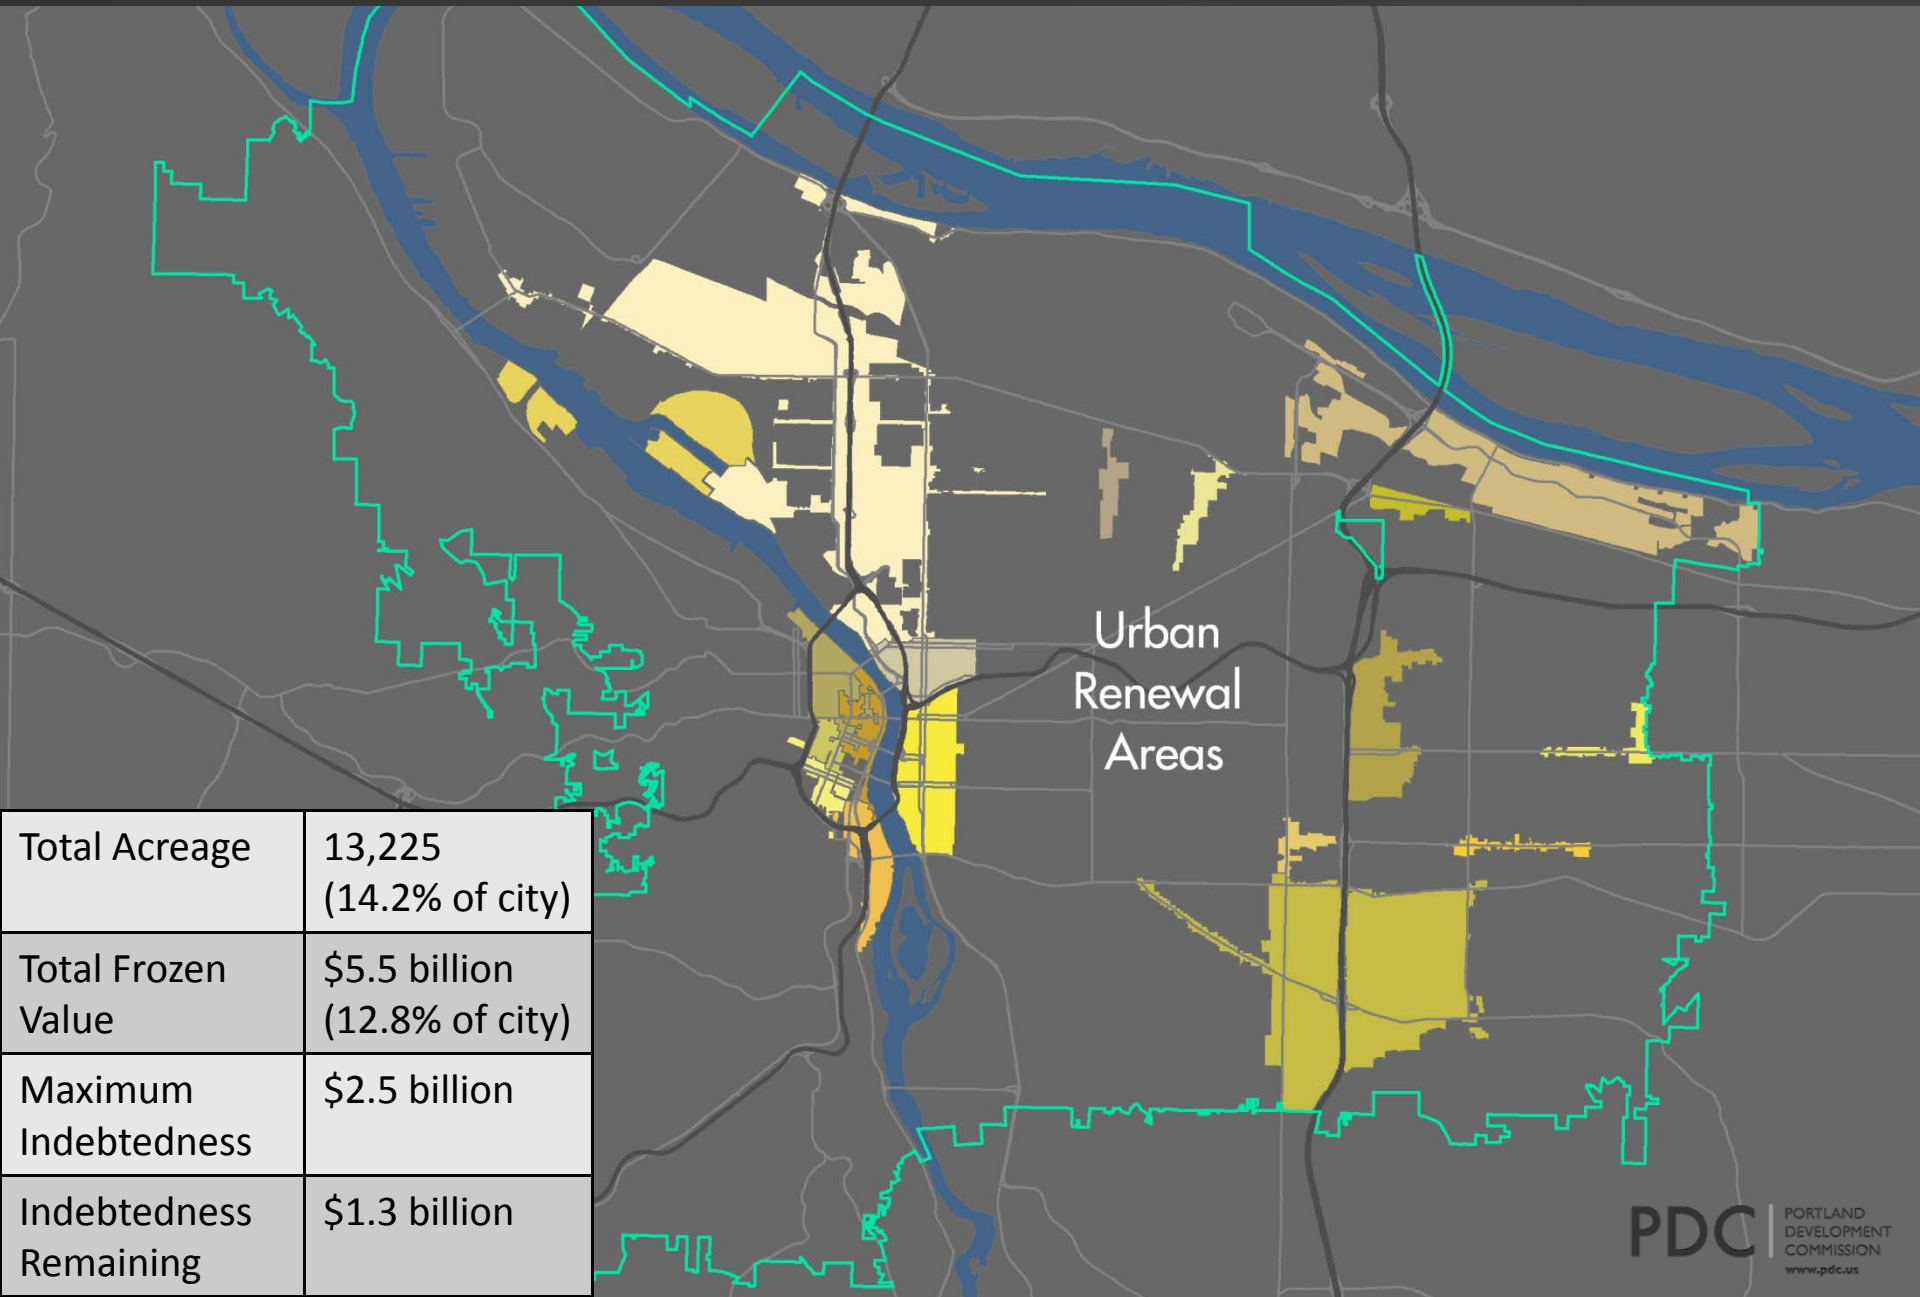 Urban
Renewal
Areas
Total Acreage
13,225
(14.2% of city)
Total Frozen
Value
$5.5 billion
(12.8% of city)
Maximum
Indebtedness
$2.5 billion
Indebtedness
Remaining
$1.3 billion
PDC
PORTLAND
DEVELOPMENT
COMMISSION
www.pdc.us